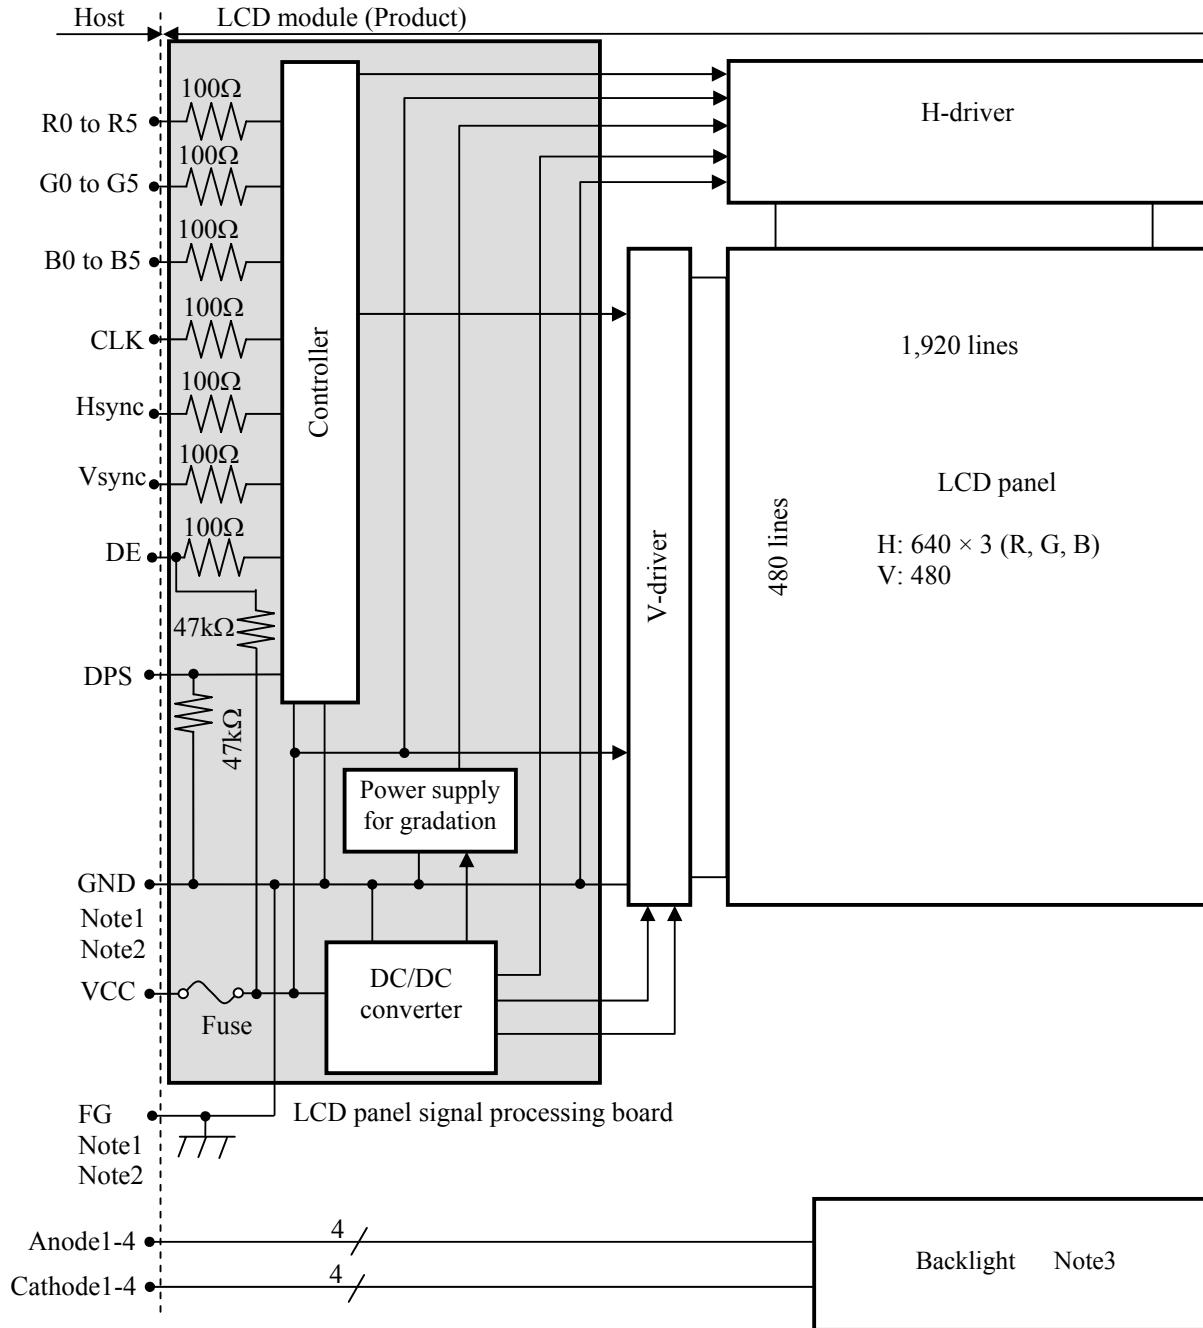 Host
LCD module (Product)
100Ω
R0 to R5
100Ω
G0 to G5
100Ω
B0 to B5
100Ω
CLK
100Ω
Hsync
100Ω
Vsync
100Ω
DE
47kΩ
DPS
47kΩ
Controller
H-driver
V-driver
1,920 lines
480 lines
LCD panel
H: 640 × 3 (R, G, B)
V: 480
Power supply
for gradation
GND
Note1
Note2
VCC
Fuse
DC/DC
converter
FG
Note1
Note2
LCD panel signal processing board
Anode1-4
4
Cathode1-4
4
Backlight Note3